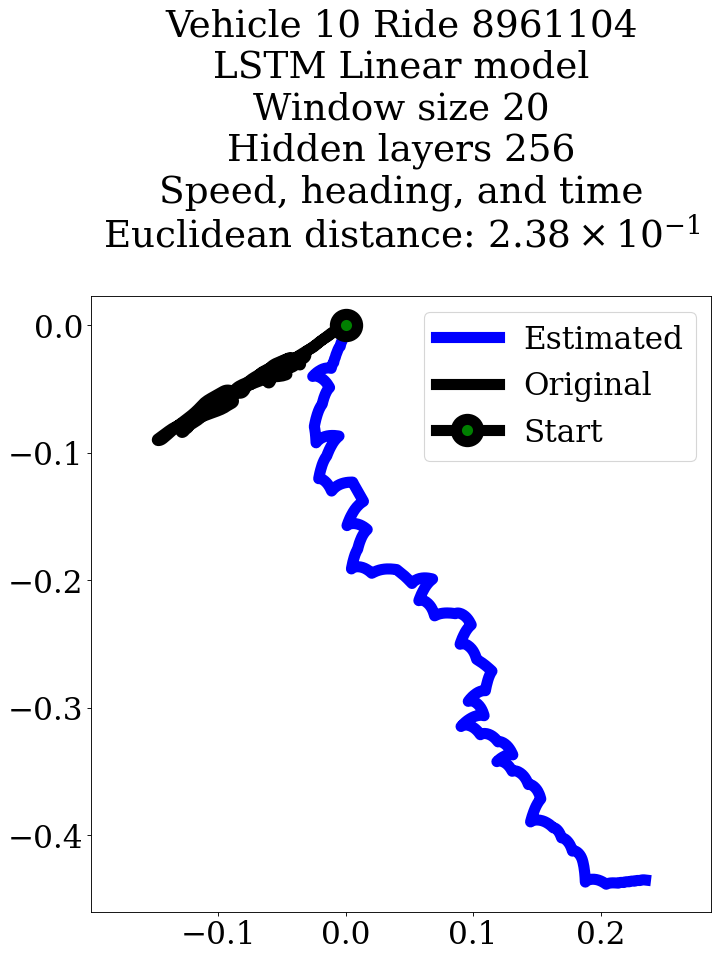 Vehicle 10 Ride 8961104
LSTM Linear model
Window size 20
Hidden layers 256
Speed, heading, and time
Euclidean distance: 2.38 × 10⁻¹
Estimated
Original
Start
0.0
−0.1
−0.2
−0.3
−0.4
−0.1 0.0 0.1 0.2